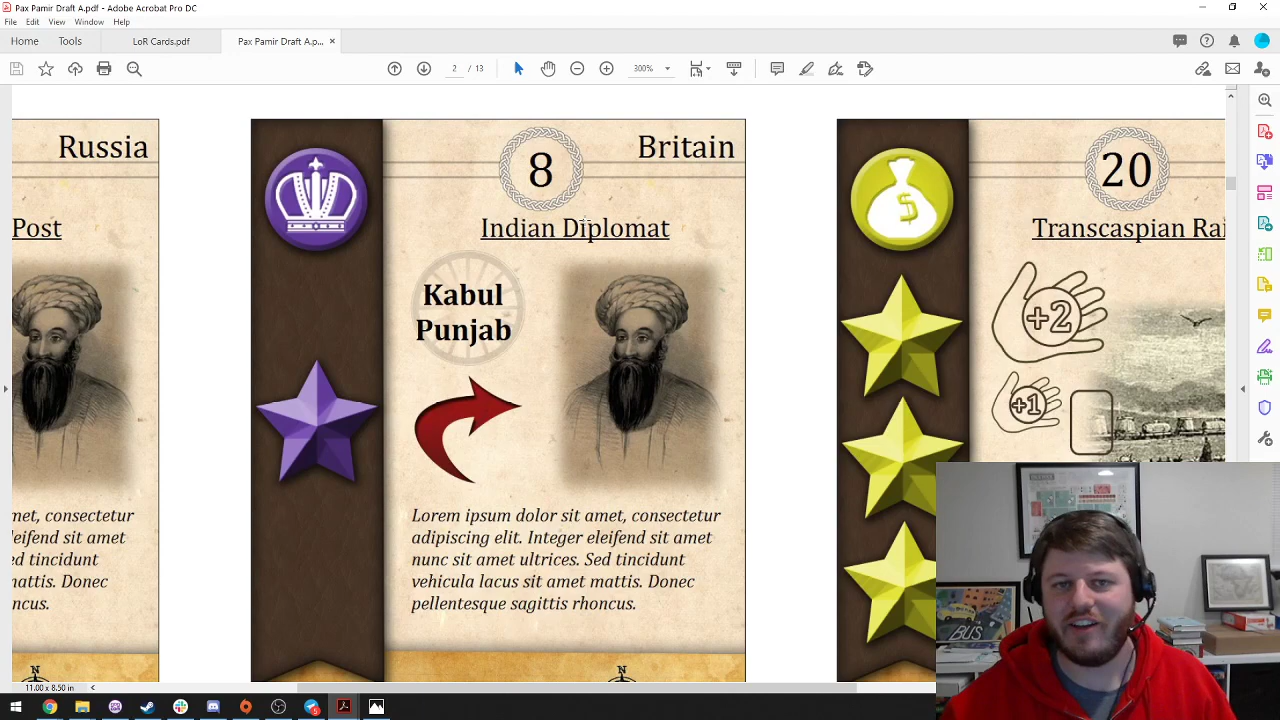 Pax Pamir Draft A.pdf - Adobe Acrobat Pro DC
File Edit View Window Help
Home Tools LoR Cards.pdf Pax Pamir Draft A.p... ×
2 / 13 300%
Russia
Post
met, consectetur
leifend sit amet
ed tincidunt
mattis. Donec
ncus.
8
Britain
Indian Diplomat
Kabul
Punjab
Lorem ipsum dolor sit amet, consectetur
adipiscing elit. Integer eleifend sit amet
nunc sit amet ultrices. Sed tincidunt
vehicula lacus sit amet mattis. Donec
pellentesque sagittis rhoncus.
N
N
$
20
Transcaspian Rai
+2
+1
BUS
11.00 x 8.50 in